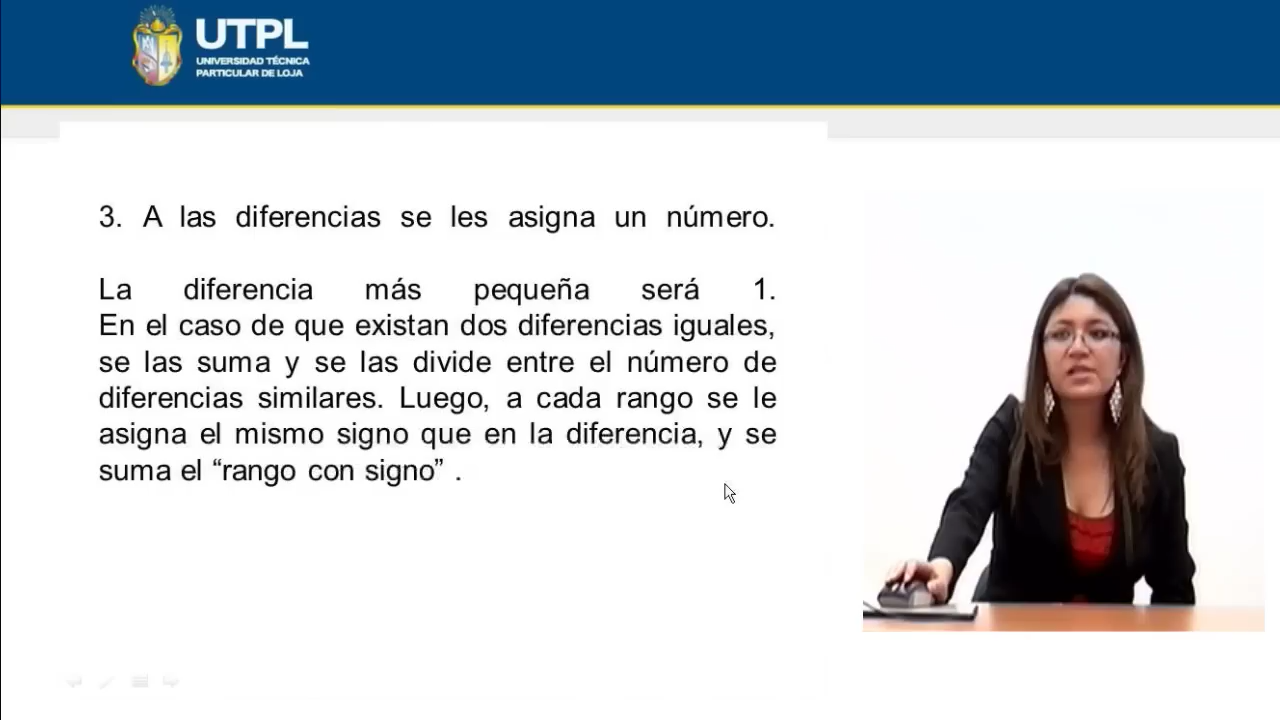 UTPL
UNIVERSIDAD TÉCNICA
PARTICULAR DE LOJA
3. A las diferencias se les asigna un número.
La diferencia más pequeña será 1.
En el caso de que existan dos diferencias iguales,
se las suma y se las divide entre el número de
diferencias similares. Luego, a cada rango se le
asigna el mismo signo que en la diferencia, y se
suma el “rango con signo” .